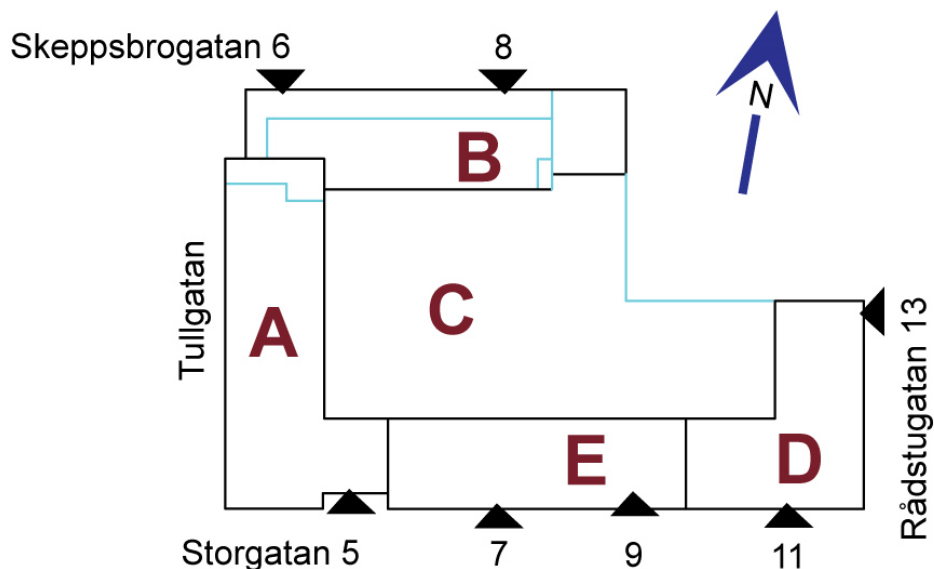 Skeppsbrogatan 6
8
N
B
Tullgatan
A
C
Rådstugatan 13
E
D
Storgatan 5
7
9
11